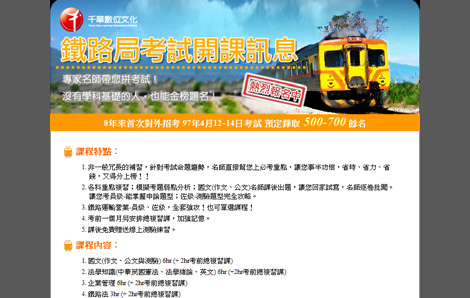 千華數位文化
鐵路局考試開課訊息
專家名師帶您拼考試！
沒有學科基礎的人，也能金榜題名！
熱烈報名中
8年來首次對外招考 97年4月12~14日考試 預定錄取 500-700 餘名
課程特點：
1. 非一般冗長的補習，針對考試命題趨勢，名師直接幫您上必考重點，讓您事半功倍，省時、省力、省
錢，又得分上榜！！
2. 各科重點複習；模擬考題弱點分析；國文(作文、公文)名師課後出題，讓您回家試寫，名師逐卷批閱。
讓您考員級-能掌握申論題型；佐級-測驗題型完全攻略。
3. 鐵路運輸營業-員級、佐級，全套強攻！也可單選課程！
4. 考前一個月另安排總複習課，加強記憶。
5. 課後免費贈送線上測驗練習。
課程內容：
1. 國文(作文、公文與測驗) 6hr (+ 2hr考前總複習課)
2. 法學知識(中華民國憲法、法學緒論、英文) 6hr (+2hr考前總複習課)
3. 企業管理 6hr (+ 2hr考前總複習課)
4. 鐵路法 3hr (+ 2hr考前總複習課)